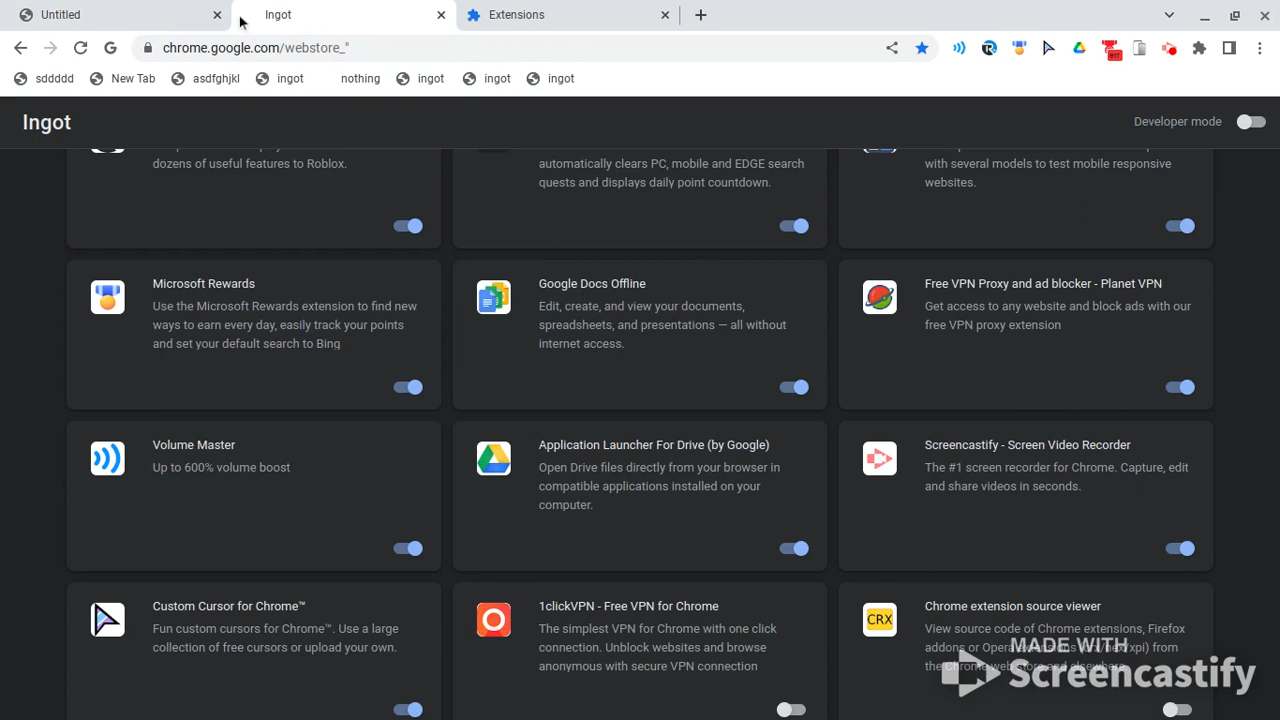 Untitled
Ingot
Extensions
chrome.google.com/webstore_"
sddddd
New Tab
asdfghjkl
ingot
nothing
ingot
ingot
ingot
Ingot
Developer mode
dozens of useful features to Roblox.
automatically clears PC, mobile and EDGE search
quests and displays daily point countdown.
with several models to test mobile responsive
websites.
Microsoft Rewards
Use the Microsoft Rewards extension to find new
ways to earn every day, easily track your points
and set your default search to Bing
Google Docs Offline
Edit, create, and view your documents,
spreadsheets, and presentations — all without
internet access.
Free VPN Proxy and ad blocker - Planet VPN
Get access to any website and block ads with our
free VPN proxy extension
Volume Master
Up to 600% volume boost
Application Launcher For Drive (by Google)
Open Drive files directly from your browser in
compatible applications installed on your
computer.
Screencastify - Screen Video Recorder
The #1 screen recorder for Chrome. Capture, edit
and share videos in seconds.
Custom Cursor for Chrome™
Fun custom cursors for Chrome™. Use a large
collection of free cursors or upload your own.
1clickVPN - Free VPN for Chrome
The simplest VPN for Chrome with one click
connection. Unblock websites and browse
anonymous with secure VPN connection
CRX
Chrome extension source viewer
View source code of Chrome extensions, Firefox
addons or Opera extensions (crx/nex/xpi) from
the Chrome web store and elsewhere.
MADE WITH
Screencastify